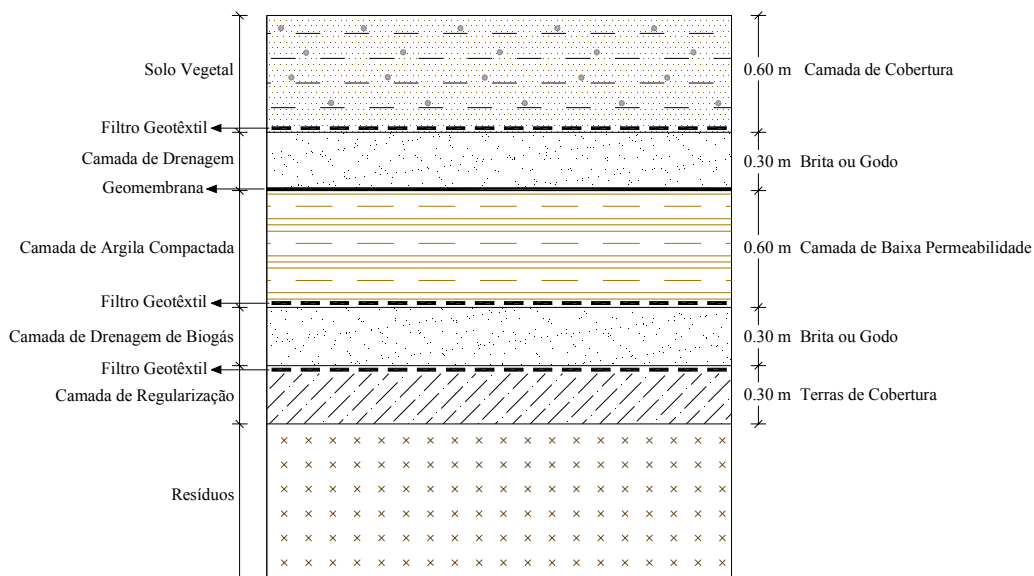 Solo Vegetal
0.60 m Camada de Cobertura
Filtro Geotêxtil
Camada de Drenagem
0.30 m Brita ou Godo
Geomembrana
Camada de Argila Compactada
0.60 m Camada de Baixa Permeabilidade
Filtro Geotêxtil
Camada de Drenagem de Biogás
0.30 m Brita ou Godo
Filtro Geotêxtil
Camada de Regularização
0.30 m Terras de Cobertura
Resíduos